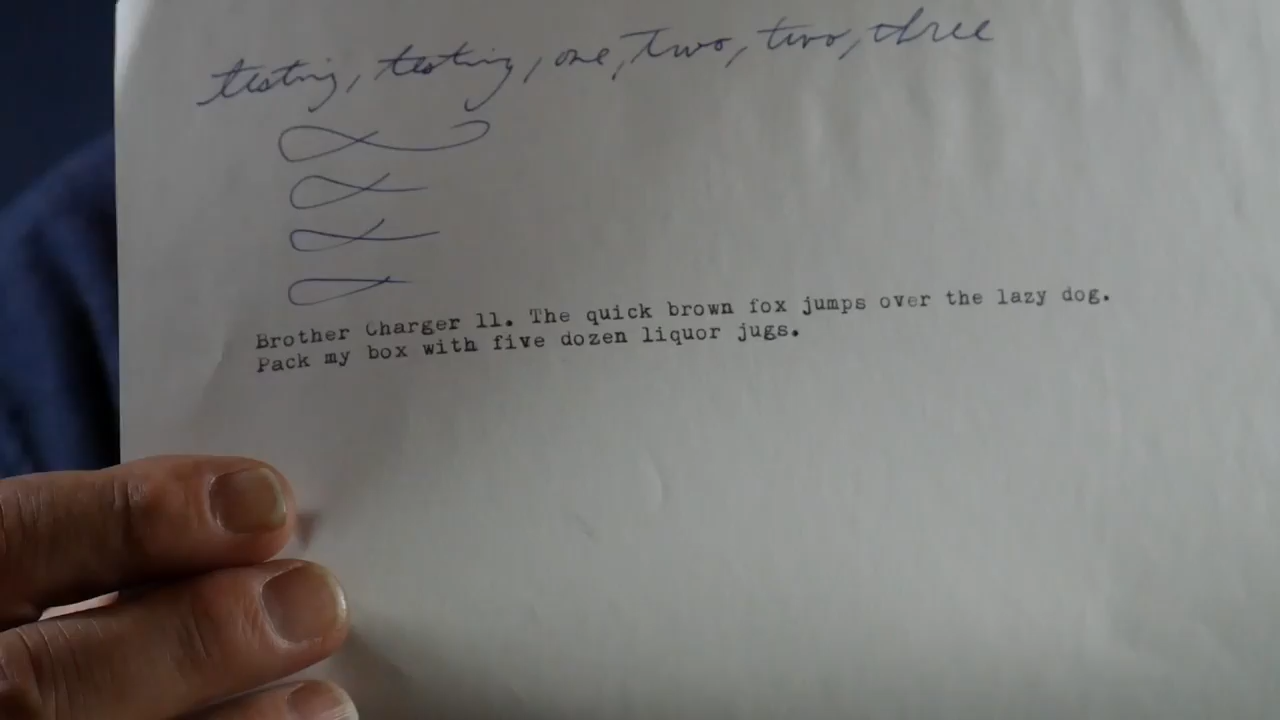 testing, testing, one, Two, two, three
Brother Charger 11. The quick brown fox jumps over the lazy dog.
Pack my box with five dozen liquor jugs.